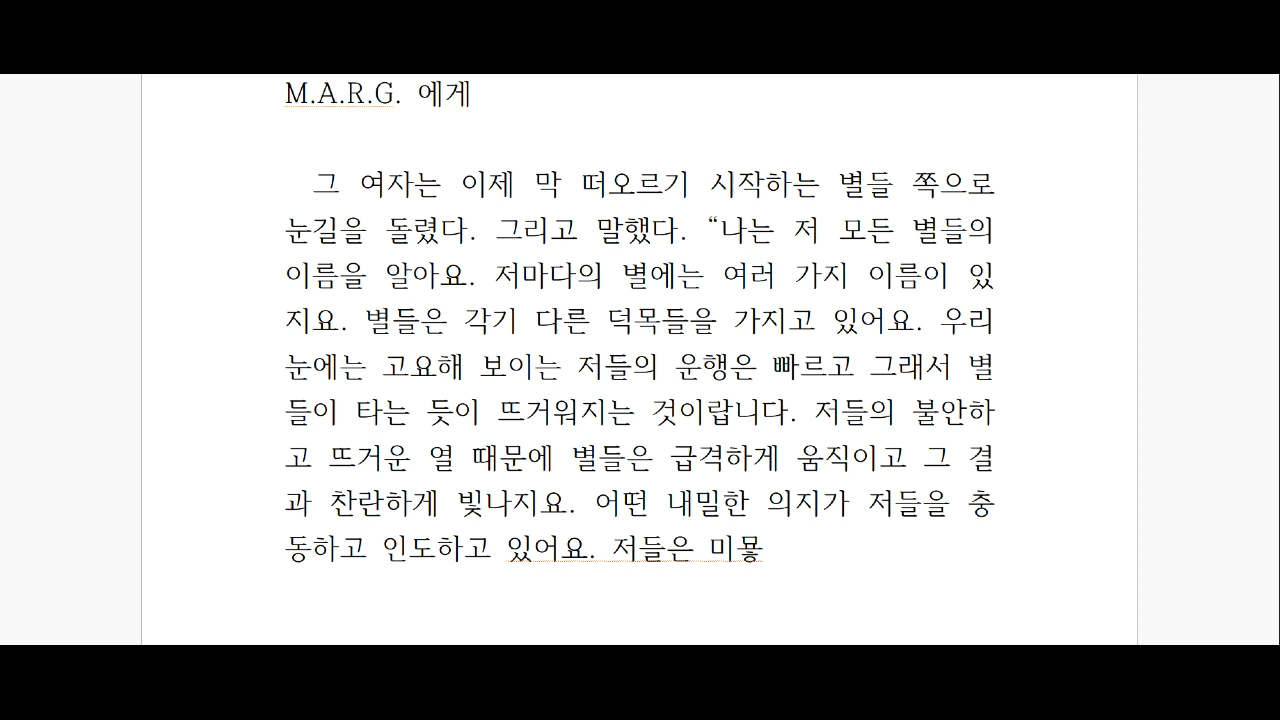 M.A.R.G. 에게
그 여자는 이제 막 떠오르기 시작하는 별들 쪽으로
눈길을 돌렸다. 그리고 말했다. “나는 저 모든 별들의
이름을 알아요. 저마다의 별에는 여러 가지 이름이 있
지요. 별들은 각기 다른 덕목들을 가지고 있어요. 우리
눈에는 고요해 보이는 저들의 운행은 빠르고 그래서 별
들이 타는 듯이 뜨거워지는 것이랍니다. 저들의 불안하
고 뜨거운 열 때문에 별들은 급격하게 움직이고 그 결
과 찬란하게 빛나지요. 어떤 내밀한 의지가 저들을 충
동하고 인도하고 있어요. 저들은